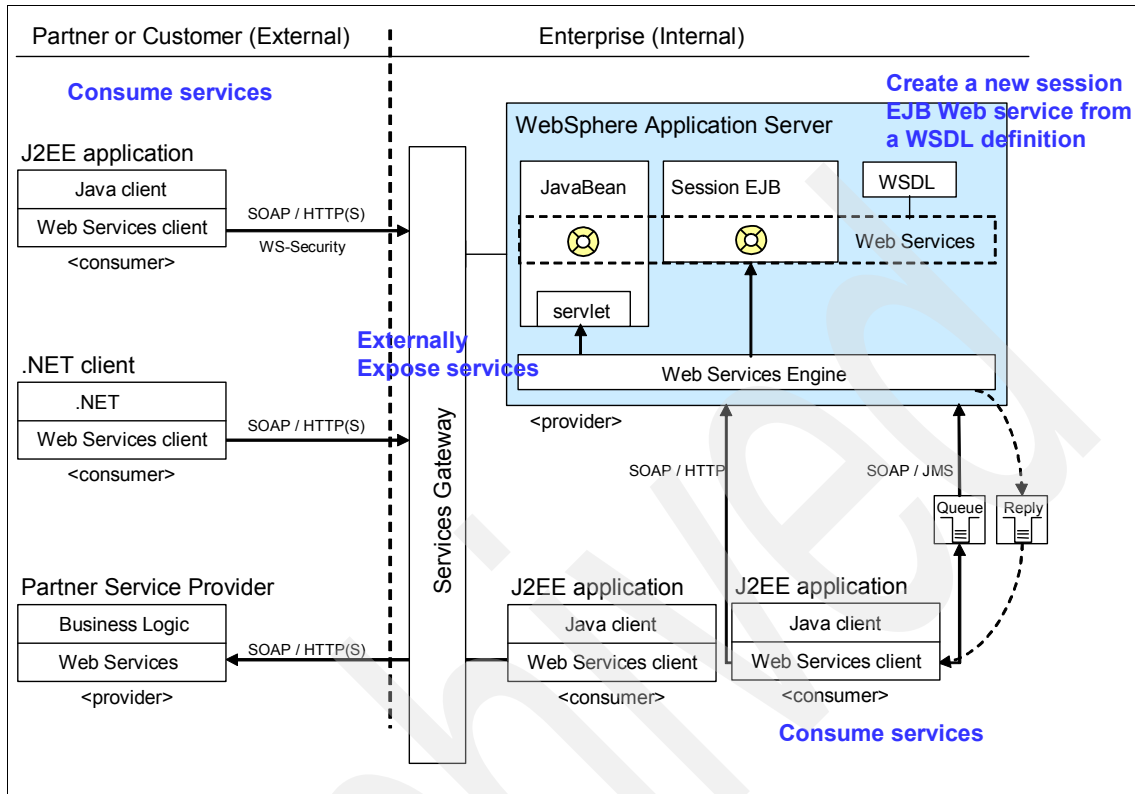 Partner or Customer (External)
Enterprise (Internal)
Consume services
Create a new session
EJB Web service from
a WSDL definition
WebSphere Application Server
J2EE application
Java client
Web Services client
<consumer>
SOAP / HTTP(S)
WS-Security
JavaBean
Session EJB
WSDL
Web Services
servlet
Externally
Expose services
Web Services Engine
<provider>
.NET client
.NET
Web Services client
<consumer>
SOAP / HTTP(S)
Services Gateway
SOAP / HTTP
SOAP / JMS
Queue
Reply
Partner Service Provider
Business Logic
Web Services
<provider>
SOAP / HTTP(S)
J2EE application
Java client
Web Services client
<consumer>
J2EE application
Java client
Web Services client
<consumer>
Consume services